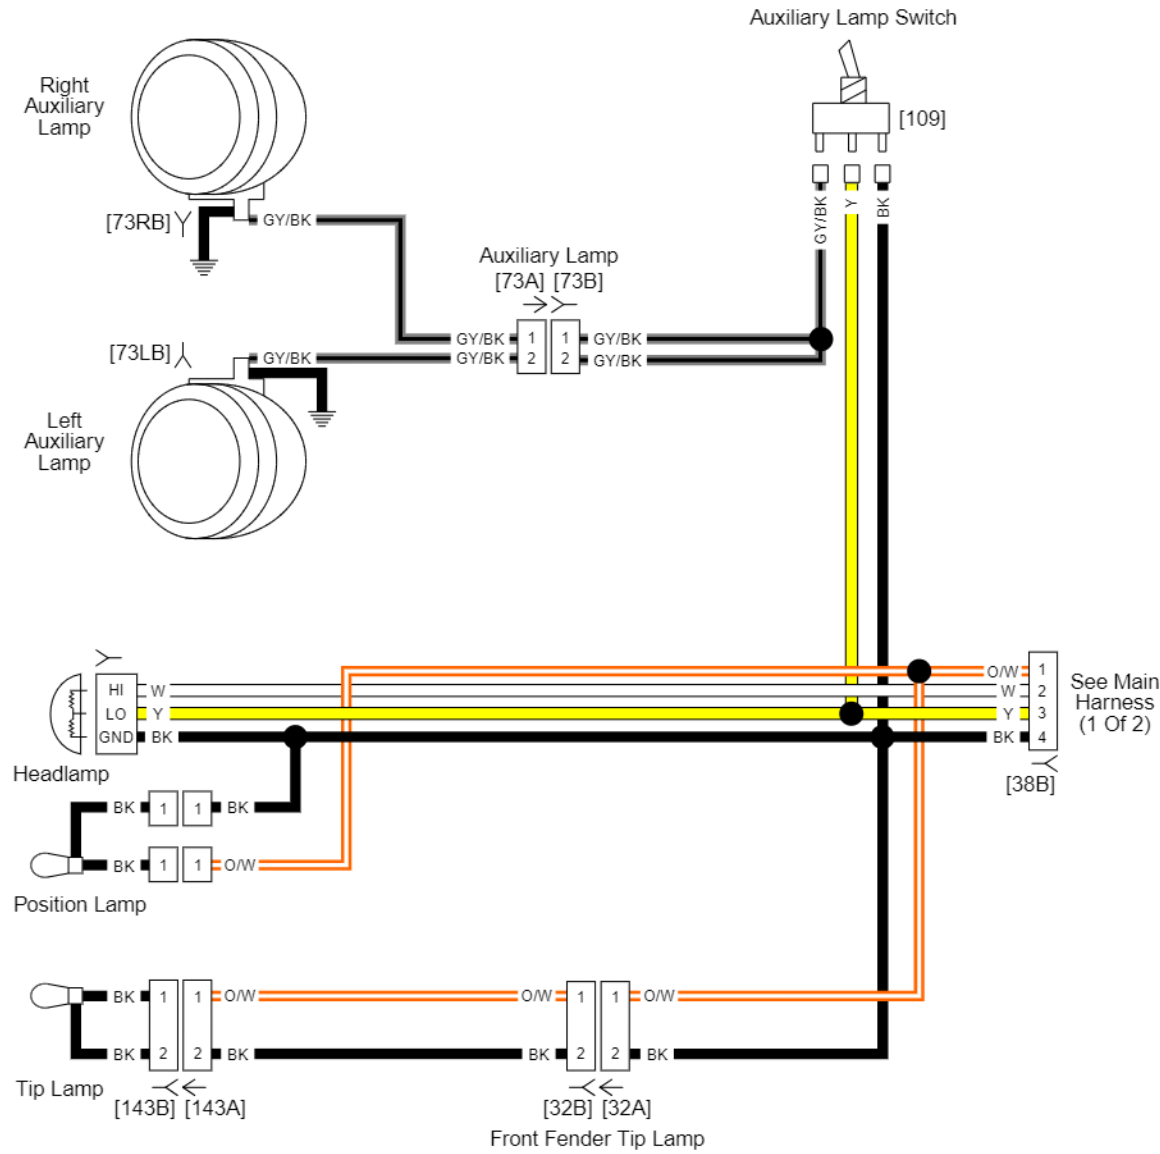 Auxiliary Lamp Switch
[109]
Right
Auxiliary
Lamp
[73RB]
GY/BK
GY/BK
Y
BK
Auxiliary Lamp
[73A] [73B]
GY/BK 1 1 GY/BK
GY/BK GY/BK 2 2 GY/BK
[73LB]
Left
Auxiliary
Lamp
O/W 1
HI W W 2
LO Y Y 3
GND BK BK 4
See Main
Harness
(1 Of 2)
[38B]
Headlamp
BK 1 1 BK
BK 1 1 O/W
Position Lamp
BK 1 1 O/W O/W 1 1 O/W
BK 2 2 BK BK 2 2 BK
Tip Lamp
[143B] [143A]
[32B] [32A]
Front Fender Tip Lamp